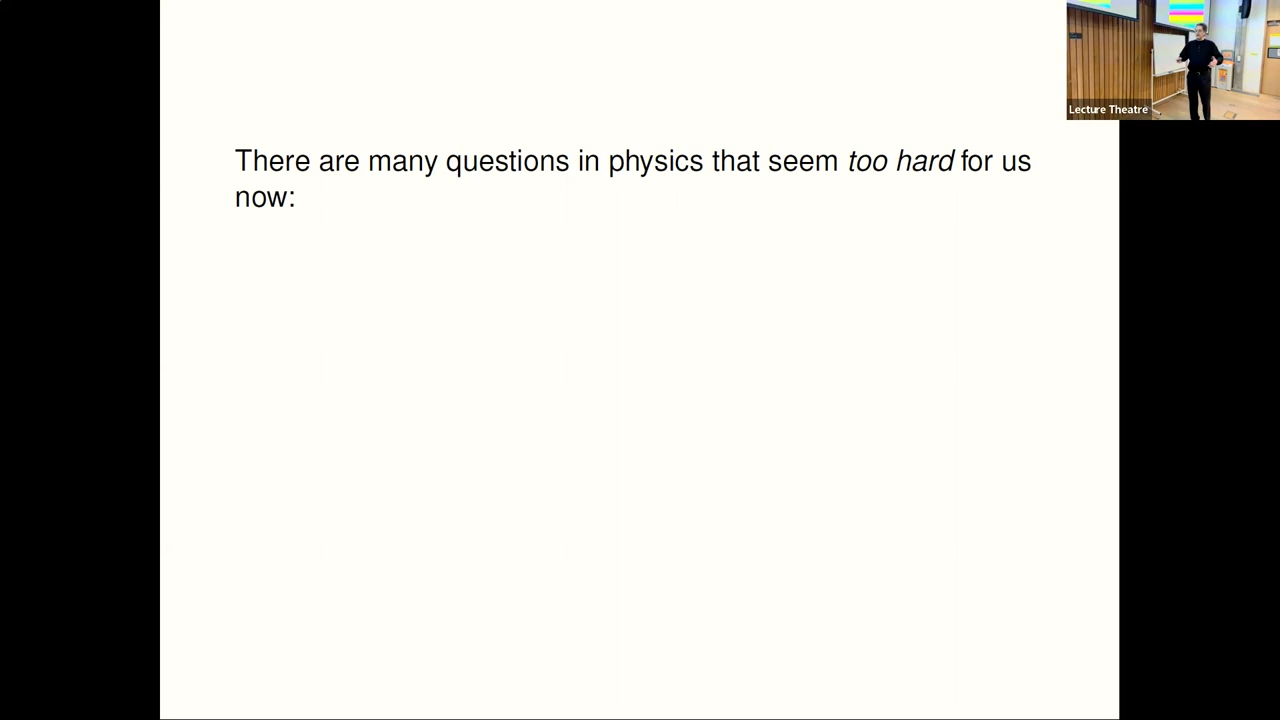 There are many questions in physics that seem too hard for us
now:
Lecture Theatre